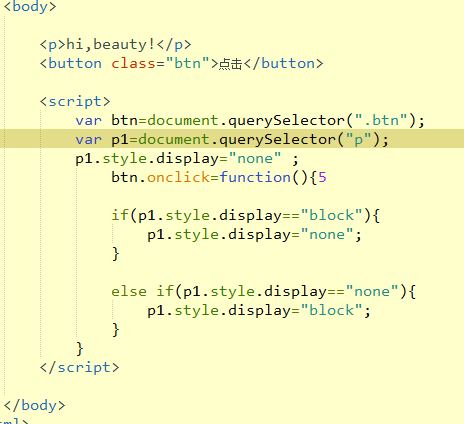 <body>
<p>hi,beauty!</p>
<button class="btn">点击</button>
<script>
var btn=document.querySelector(".btn");
var p1=document.querySelector("p");
p1.style.display="none" ;
btn.onclick=function(){5
if(p1.style.display=="block"){
p1.style.display="none";
}
else if(p1.style.display=="none"){
p1.style.display="block";
}
}
</script>
</body>